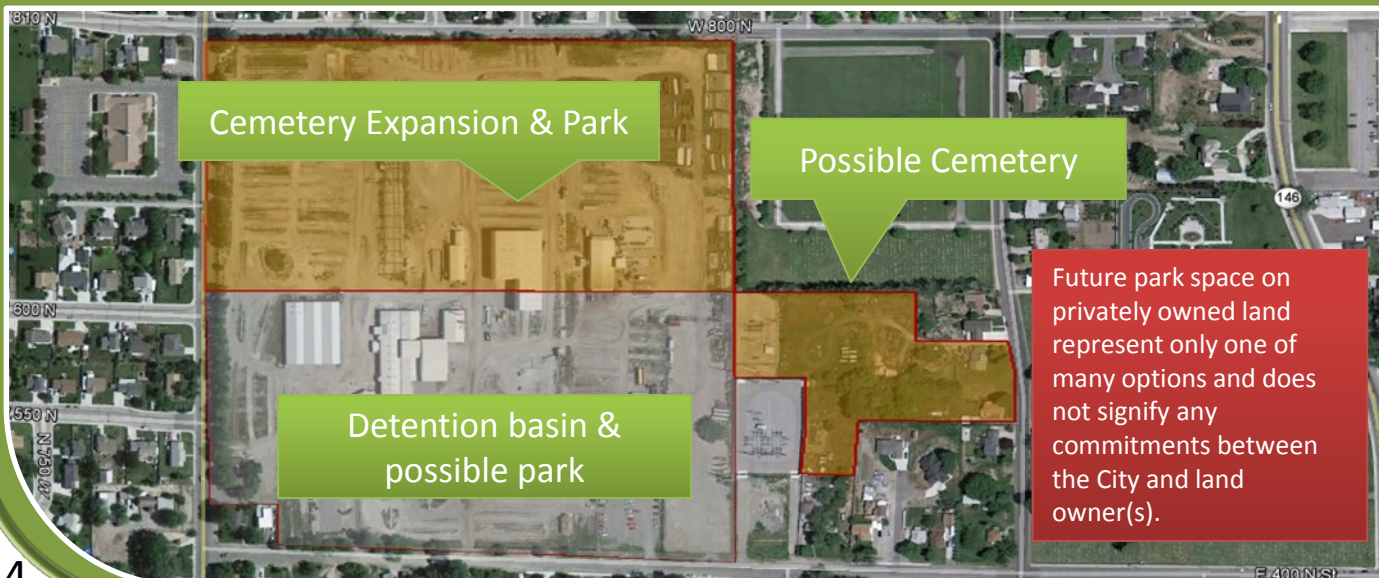 810 N
W 800 N
Cemetery Expansion & Park
Possible Cemetery
146
Future park space on
privately owned land
represent only one of
many options and does
not signify any
commitments between
the City and land
owner(s).
600 N
550 N
N 750 W
Detention basin &
possible park
E 400 N St
4